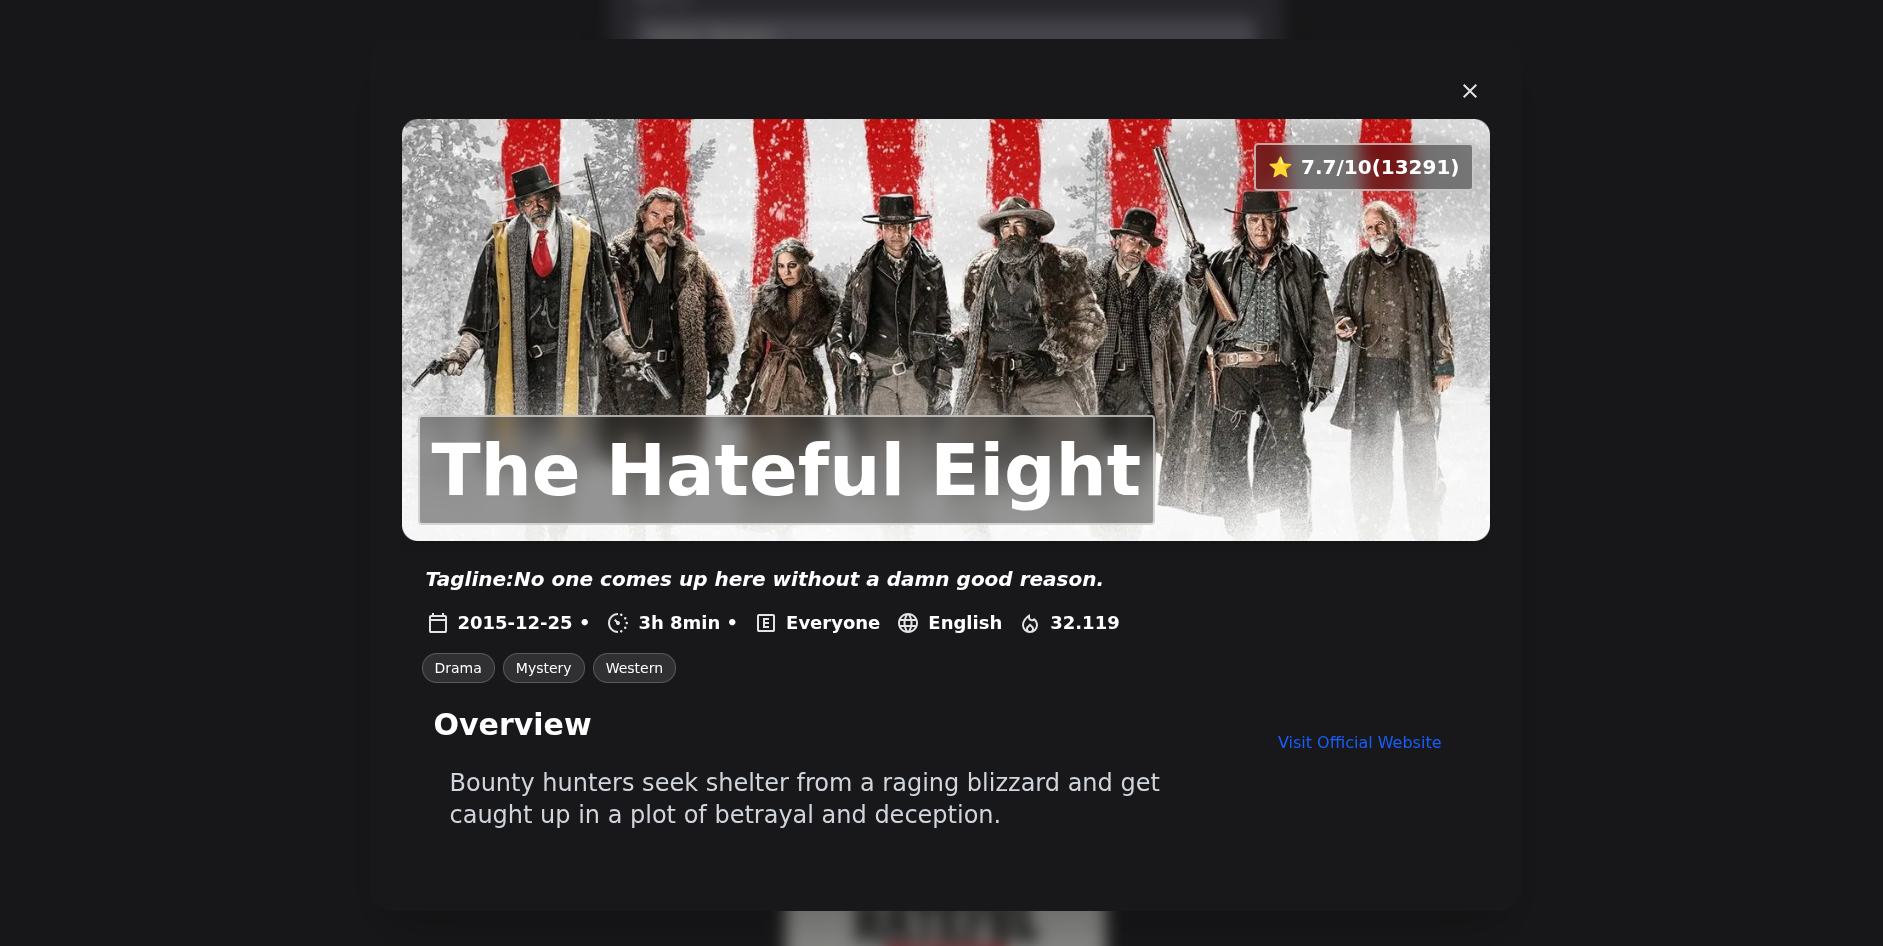 7.7/10(13291)
The Hateful Eight
Tagline:No one comes up here without a damn good reason.
2015-12-25 • 3h 8min • E Everyone English 32.119
Drama Mystery Western
Overview
Visit Official Website
Bounty hunters seek shelter from a raging blizzard and get
caught up in a plot of betrayal and deception.